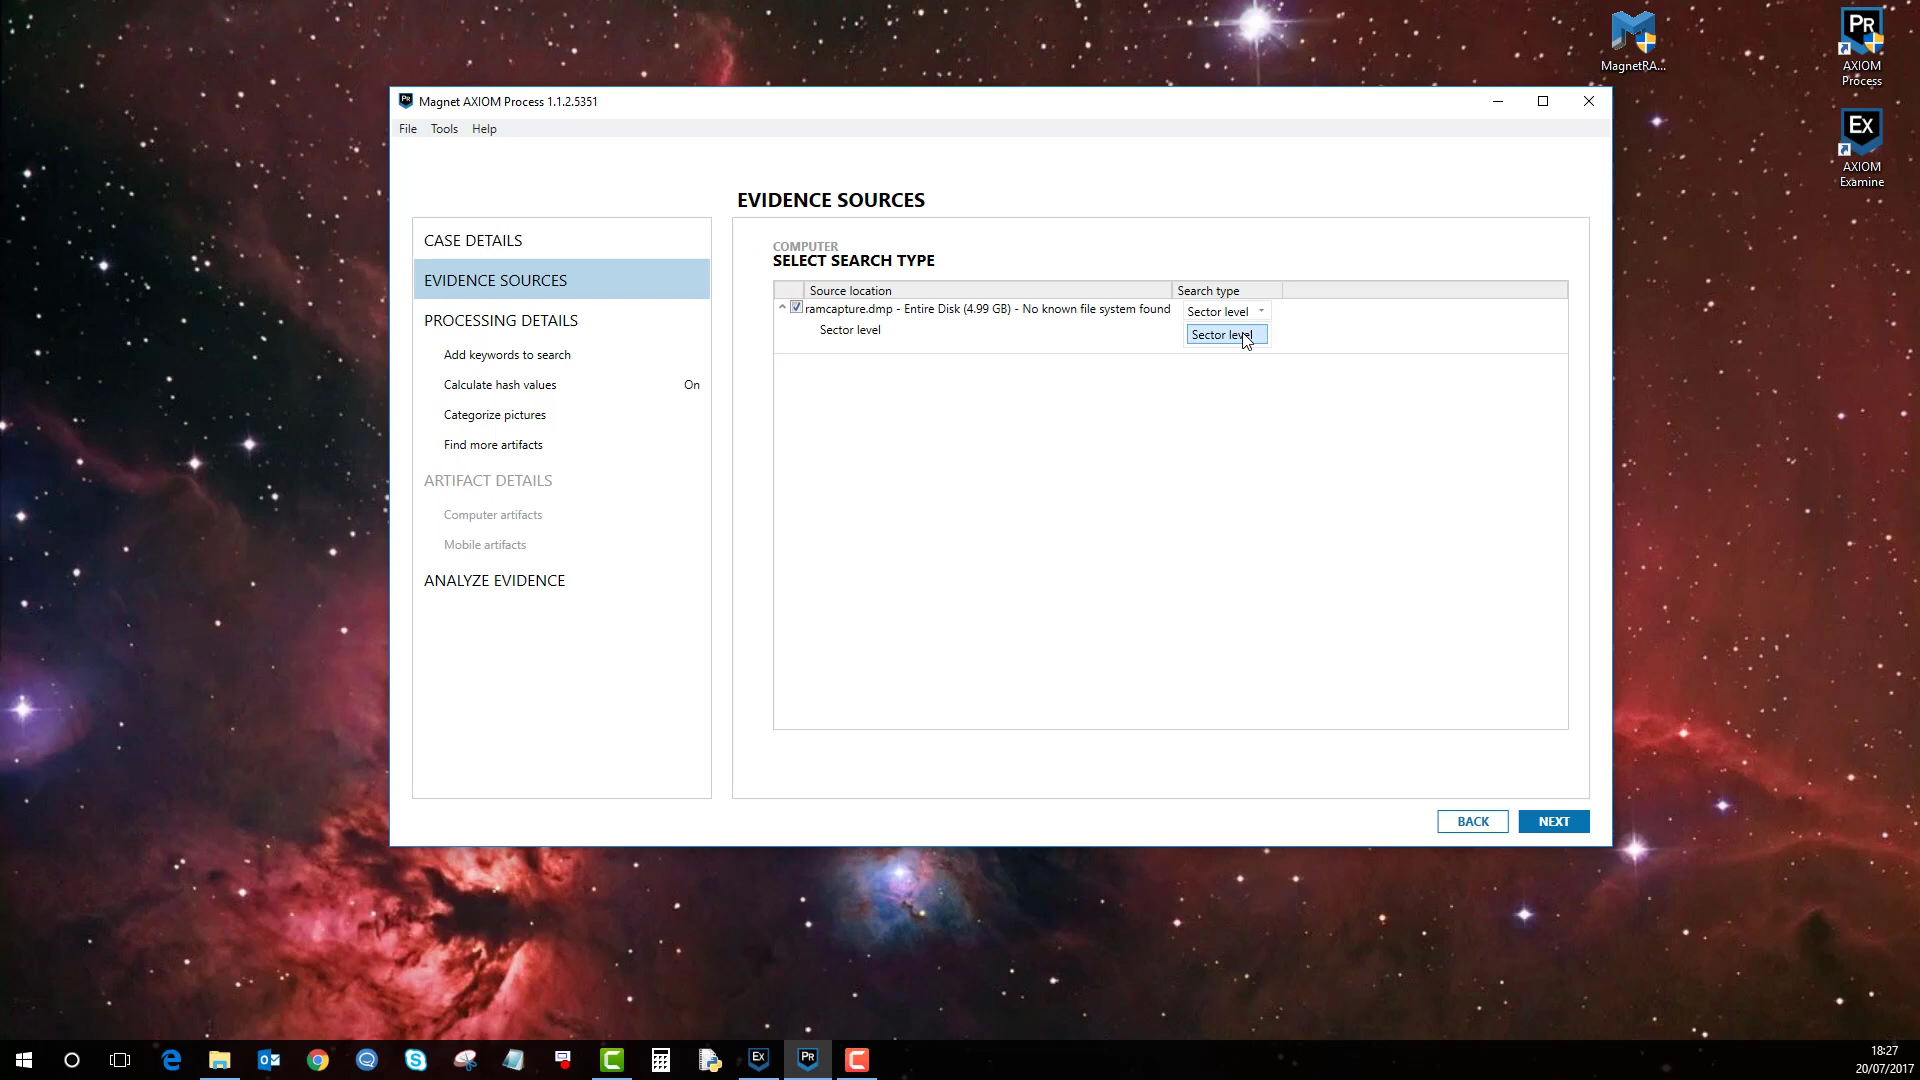 MagnetRA...
PR
AXIOM
Process
EX
AXIOM
Examine
Magnet AXIOM Process 1.1.2.5351
File Tools Help
EVIDENCE SOURCES
CASE DETAILS
EVIDENCE SOURCES
PROCESSING DETAILS
Add keywords to search
Calculate hash values On
Categorize pictures
Find more artifacts
ARTIFACT DETAILS
Computer artifacts
Mobile artifacts
ANALYZE EVIDENCE
COMPUTER
SELECT SEARCH TYPE
Source location Search type
ramcapture.dmp - Entire Disk (4.99 GB) - No known file system found Sector level
Sector level
Sector level
BACK NEXT
EX
PR
18:27
20/07/2017